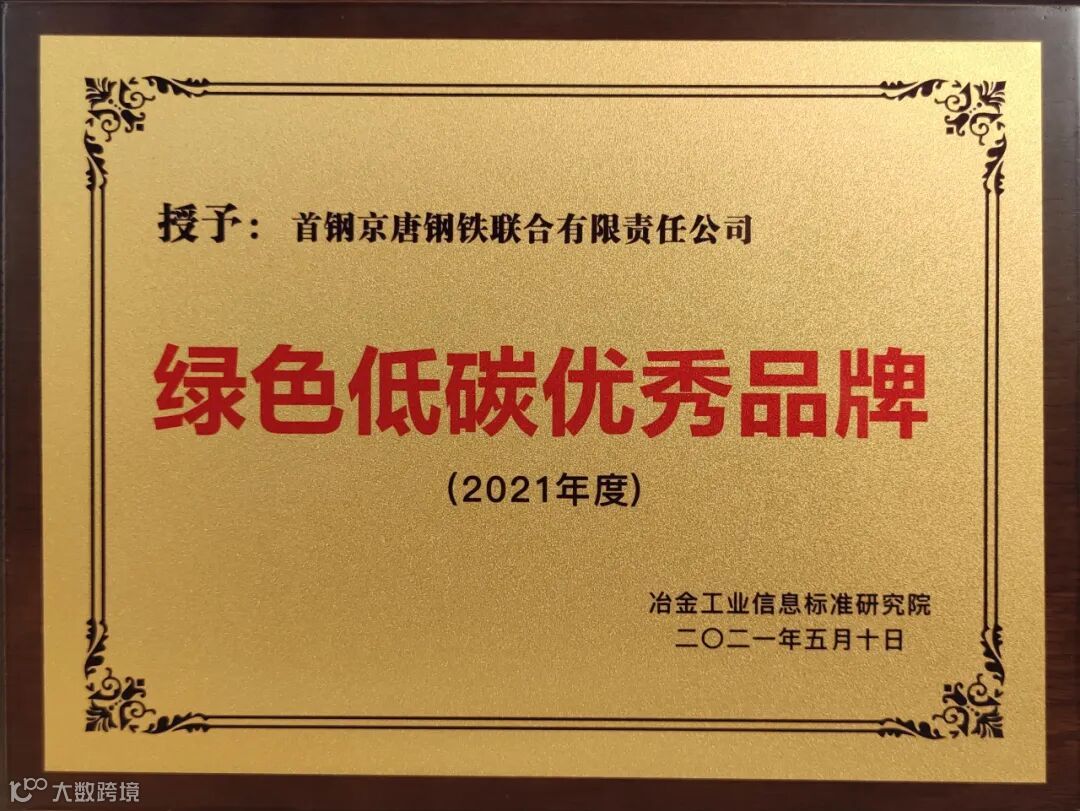 授予：首钢京唐钢铁联合有限责任公司
绿色低碳优秀品牌
(2021年度)
冶金工业信息标准研究院
二〇二一年五月十日
大数跨境